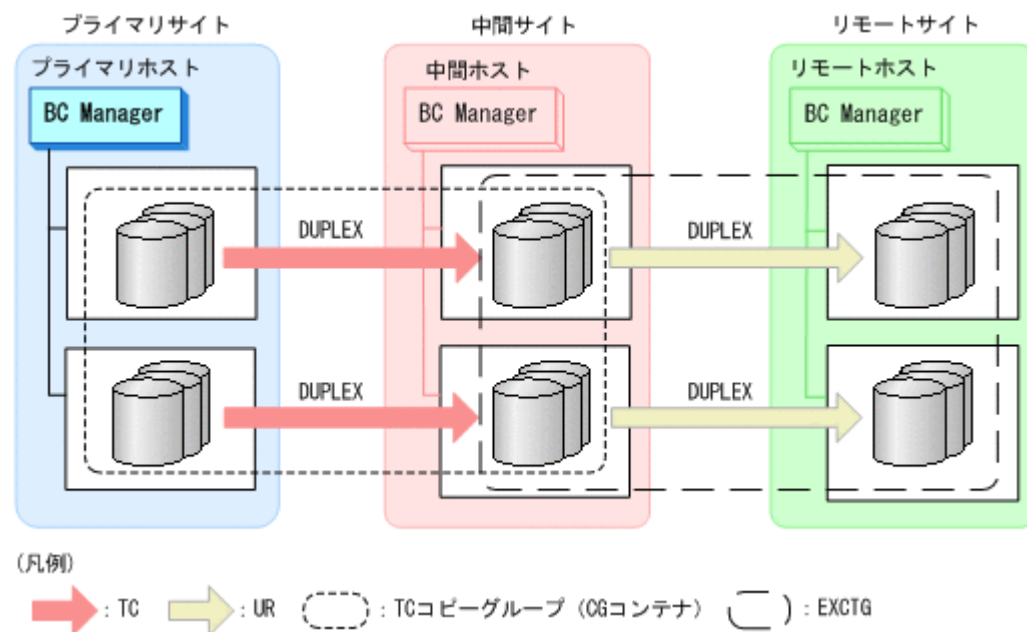 プライマリサイト
中間サイト
リモートサイト
プライマリホスト
中間ホスト
リモートホスト
BC Manager
BC Manager
BC Manager
DUPLEX
DUPLEX
DUPLEX
DUPLEX
(凡例)
: TC
: UR
: TCコピーグループ (CGコンテナ)
: EXCTG